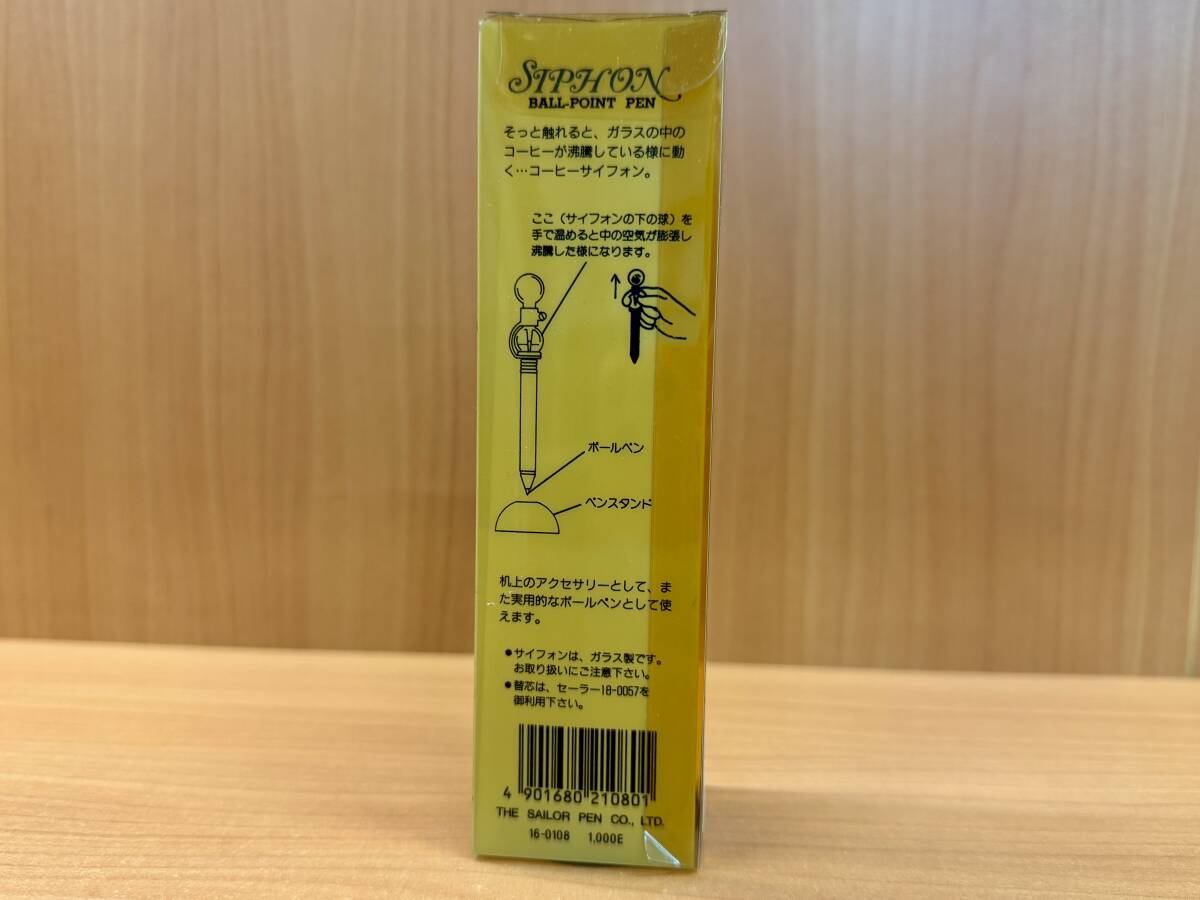 SIPHON
BALL-POINT PEN
そっと触れると、ガラスの中の
コーヒーが沸騰している様に動
く…コーヒーサイフォン。
ここ(サイフォンの下の球)を
手で温めると中の空気が膨張し
沸騰した様になります。
ボールペン
ペンスタンド
机上のアクセサリーとして、ま
た実用的なボールペンとして使
えます。
●サイフォンは、ガラス製です。
お取り扱いにご注意下さい。
●替芯は、セーラー18-0057を
御利用下さい。
4 901680 210801
THE SAILOR PEN CO., LTD.
16-0108 1,000E